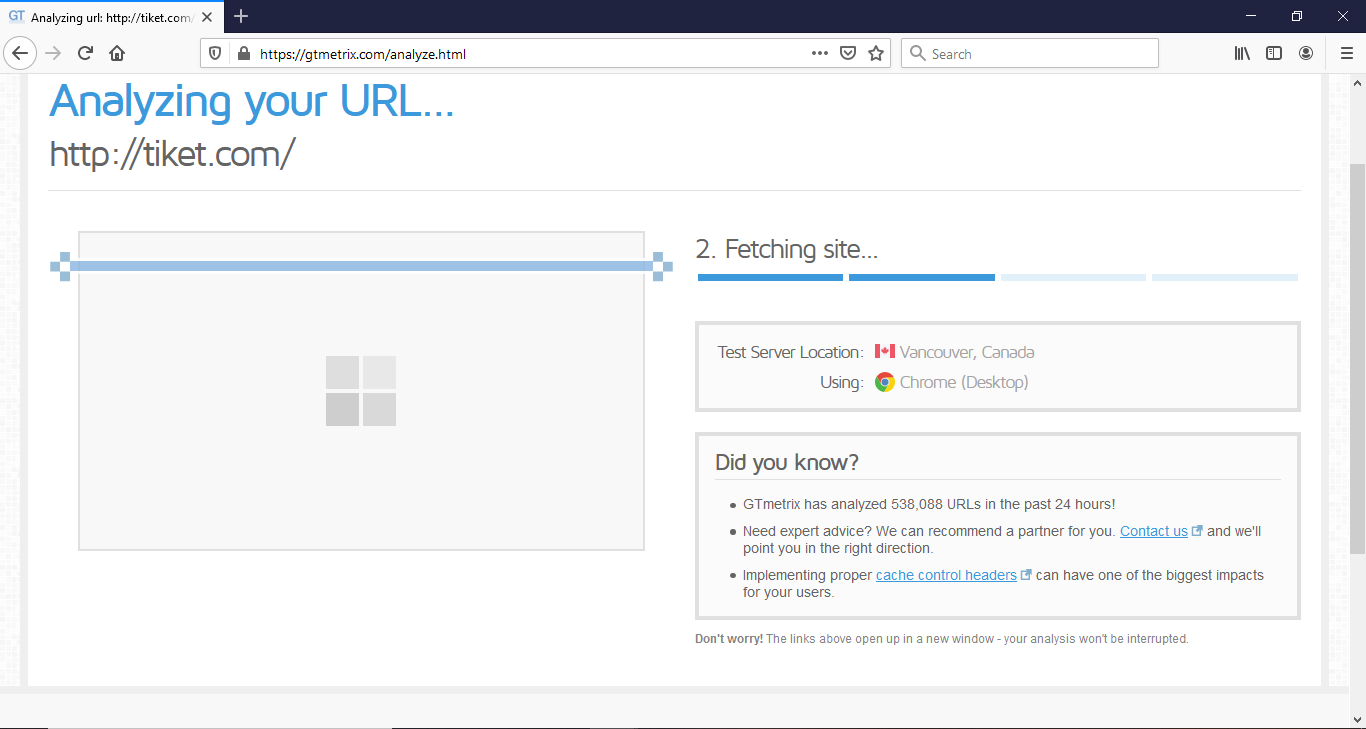 GT Analyzing url: http://tiket.com/
https://gtmetrix.com/analyze.html
Search
Analyzing your URL...
http://tiket.com/
2. Fetching site...
Test Server Location: Vancouver, Canada
Using: Chrome (Desktop)
Did you know?
GTmetrix has analyzed 538,088 URLs in the past 24 hours!
Need expert advice? We can recommend a partner for you. Contact us and we'll
point you in the right direction.
Implementing proper cache control headers can have one of the biggest impacts
for your users.
Don't worry! The links above open up in a new window - your analysis won't be interrupted.